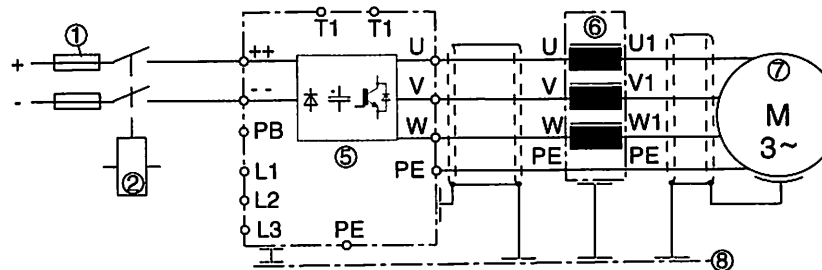 T1 T1
① ⑥
+ ++ U U U1 ⑦
- -- V V V1
M
PB W W W1 3~
② ⑤ PE PE PE
L1
L2
L3 PE
⑧